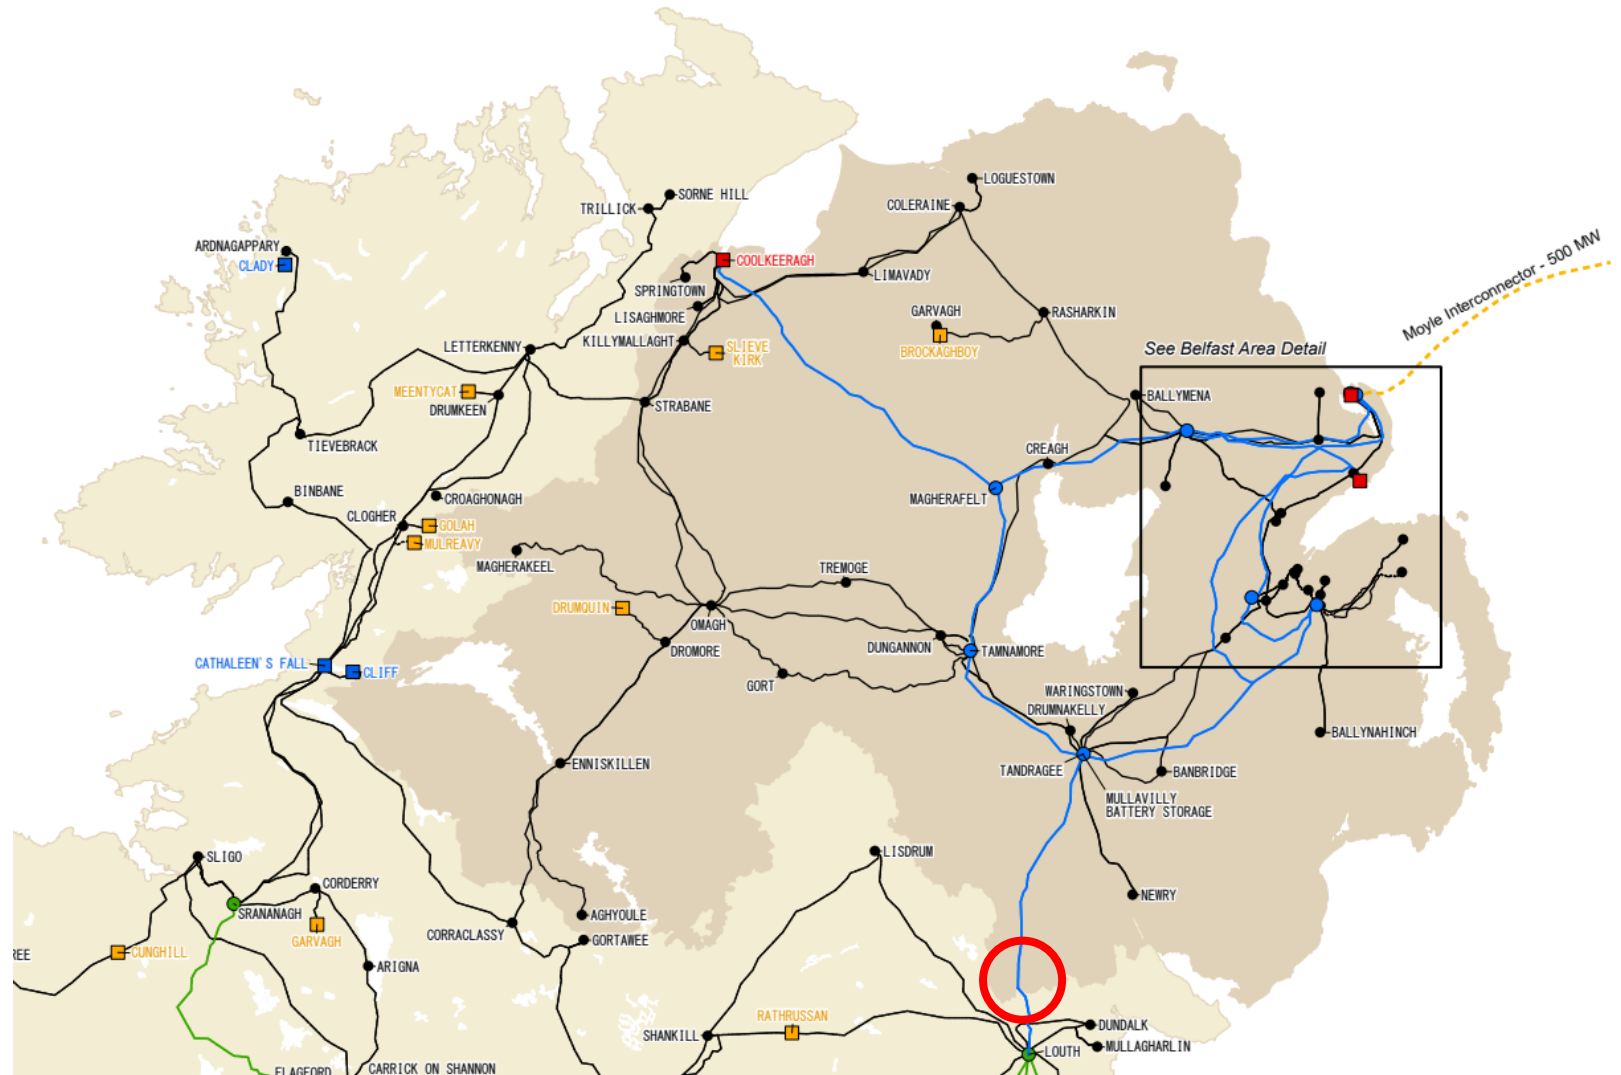 SORNE HILL
TRILLICK
LOGUESTOWN
COLERAINE
ARDNAGAPPARY
CLADY
COOLKEERAGH
SPRINGTOWN
LISAGHMORE
LIMAVADY
Moyle Interconnector - 500 MW
GARVAGH
RASHARKIN
BROCKAGHBOY
KILLYMALLAGHT
SLIEVE
KIRK
LETTERKENNY
See Belfast Area Detail
MEENTYCAT
DRUMKEEN
STRABANE
BALLYMENA
TIEVEBRACK
CREAGH
BINBANE
CROAGHONAGH
MAGHERAFELT
CLOGHER
GOLAH
MULREAVY
MAGHERAKEEL
TREMOGE
DRUMQUIN
OMAGH
DROMORE
DUNGANNON
TAMNAMORE
CATHALEEN'S FALL
CLIFF
GORT
WARINGSTOWN
DRUMNAKELLY
BALLYNAHINCH
ENNISKILLEN
TANDRAGEE
BANBRIDGE
MULLAVILLY
BATTERY STORAGE
SLIGO
LISDRUM
CORDERRY
NEWRY
SRANANAGH
AGHYOULE
GARVAGH
CORRACLASSY
GORTAWEE
REE
CUNGHILL
ARIGNA
RATHRUSSAN
SHANKILL
DUNDALK
MULLAGHARLIN
LOUTH
FLAGFORD
CARRICK ON SHANNON